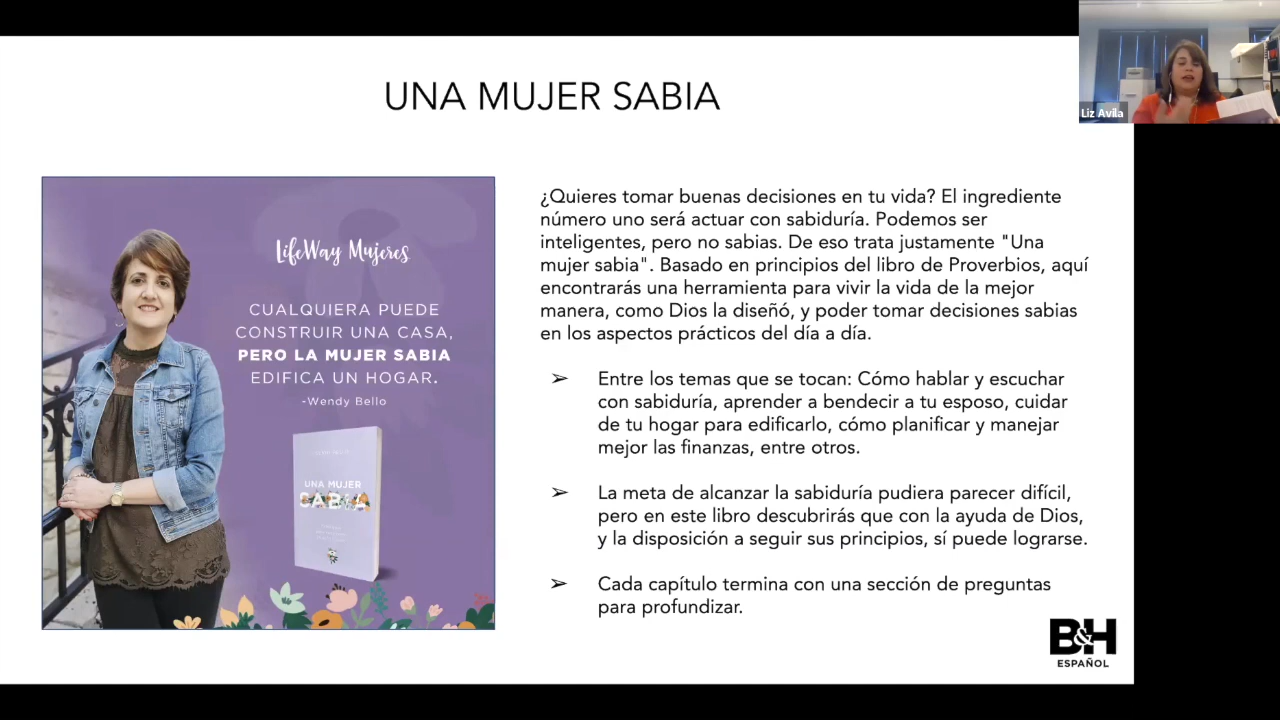 UNA MUJER SABIA
Liz Avila
LifeWay Mujeres
CUALQUIERA PUEDE
CONSTRUIR UNA CASA,
PERO LA MUJER SABIA
EDIFICA UN HOGAR.
-Wendy Bello
UNA MUJER
SABIA
¿Quieres tomar buenas decisiones en tu vida? El ingrediente
número uno será actuar con sabiduría. Podemos ser
inteligentes, pero no sabias. De eso trata justamente "Una
mujer sabia". Basado en principios del libro de Proverbios, aquí
encontrarás una herramienta para vivir la vida de la mejor
manera, como Dios la diseñó, y poder tomar decisiones sabias
en los aspectos prácticos del día a día.
➢ Entre los temas que se tocan: Cómo hablar y escuchar
con sabiduría, aprender a bendecir a tu esposo, cuidar
de tu hogar para edificarlo, cómo planificar y manejar
mejor las finanzas, entre otros.
➢ La meta de alcanzar la sabiduría pudiera parecer difícil,
pero en este libro descubrirás que con la ayuda de Dios,
y la disposición a seguir sus principios, sí puede lograrse.
➢ Cada capítulo termina con una sección de preguntas
para profundizar.
B&H
ESPAÑOL